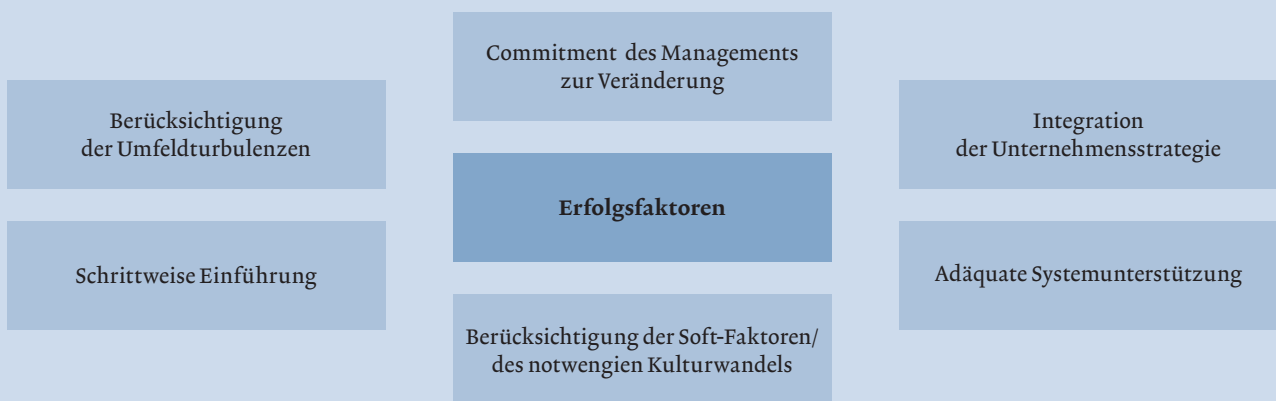 Commitment des Managements
zur Veränderung
Berücksichtigung
der Umfeldturbulenzen
Integration
der Unternehmensstrategie
Erfolgsfaktoren
Schrittweise Einführung
Adäquate Systemunterstützung
Berücksichtigung der Soft-Faktoren/
des notwengien Kulturwandels